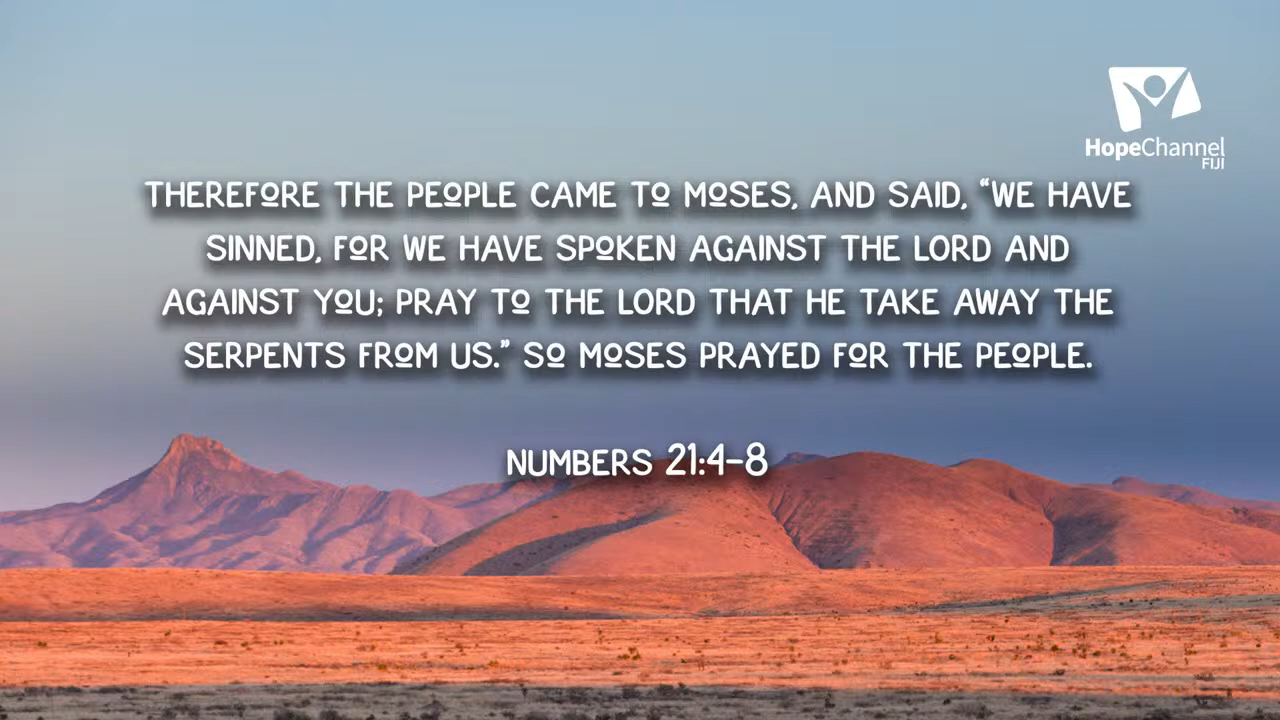 HopeChannel
FIJI
THEREFORE THE PEOPLE CAME TO MOSES, AND SAID, “WE HAVE
SINNED, FOR WE HAVE SPOKEN AGAINST THE LORD AND
AGAINST YOU; PRAY TO THE LORD THAT HE TAKE AWAY THE
SERPENTS FROM US.” SO MOSES PRAYED FOR THE PEOPLE.
NUMBERS 21:4-8